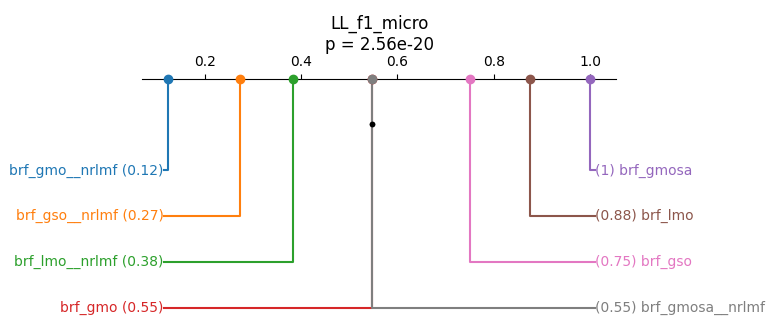 LL_f1_micro
p = 2.56e-20
0.2 0.4 0.6 0.8 1.0
brf_gmo__nrlmf (0.12) (1) brf_gmosa
brf_gso__nrlmf (0.27) (0.88) brf_lmo
brf_lmo__nrlmf (0.38) (0.75) brf_gso
brf_gmo (0.55) (0.55) brf_gmosa__nrlmf